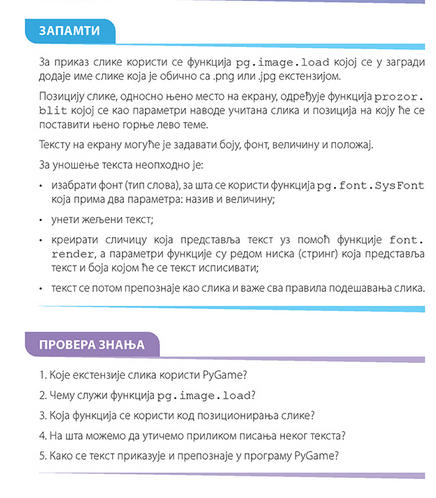 ЗАПАМТИ
За приказ слике користи се функција pg.image.load којој се у загради
додаје име слике која је обично са .png или .jpg екстензијом.
Позицију слике, односно њено место на екрану, одређује функција prozor.
blit којој се као параметри наводе учитана слика и позиција на коју ће се
поставити њено горње лево теме.
Тексту на екрану могуће је задавати боју, фонт, величину и положај.
За уношење текста неопходно је:
• изабрати фонт (тип слова), за шта се користи функција pg.font.SysFont
која прима два параметра: назив и величину;
• унети жељени текст;
• креирати сличицу која представља текст уз помоћ функције font.
render, а параметри функције су редом ниска (стринг) која представља
текст и боја којом ће се текст исписивати;
• текст се потом препознаје као слика и важе сва правила подешавања слика.
ПРОВЕРА ЗНАЊА
1. Које екстензије слика користи PyGame?
2. Чему служи функција pg.image.load?
3. Која функција се користи код позиционирања слике?
4. На шта можемо да утичемо приликом писања неког текста?
5. Како се текст приказује и препознаје у програму PyGame?